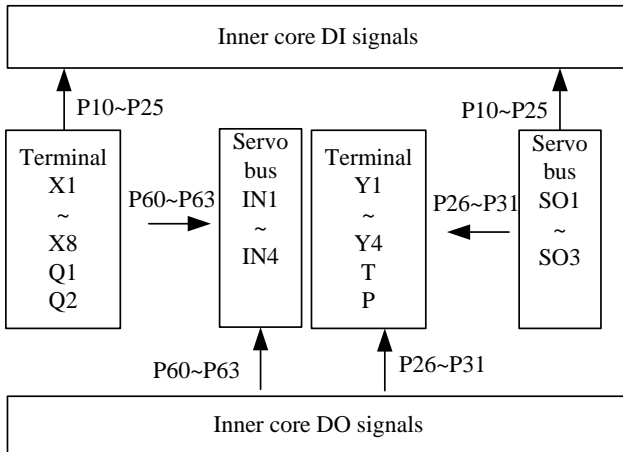 Inner core DI signals
P10~P25
P10~P25
Terminal
X1
~
X8
Q1
Q2
P60~P63
Servo
bus
IN1
~
IN4
Terminal
Y1
~
Y4
T
P
P26~P31
Servo
bus
SO1
~
SO3
P60~P63
P26~P31
Inner core DO signals